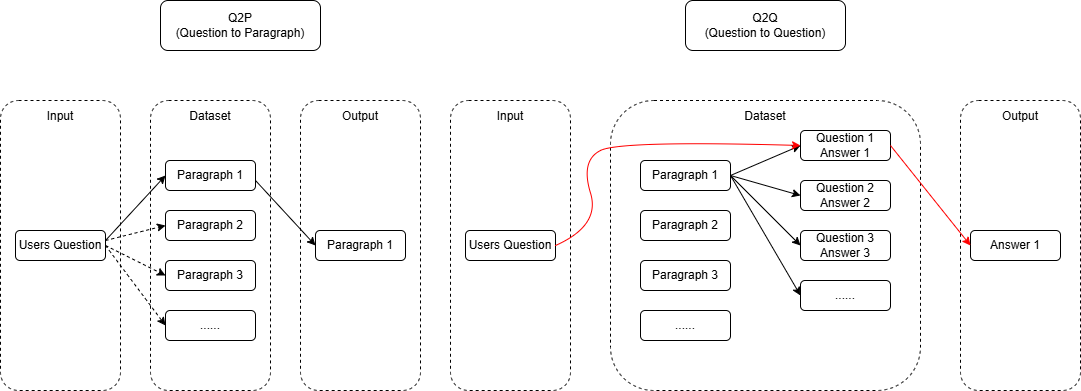 Q2P
(Question to Paragraph)
Input
Dataset
Output
Users Question
Paragraph 1
Paragraph 2
Paragraph 3
......
Paragraph 1
Q2Q
(Question to Question)
Input
Dataset
Output
Users Question
Paragraph 1
Paragraph 2
Paragraph 3
......
Question 1
Answer 1
Question 2
Answer 2
Question 3
Answer 3
......
Answer 1